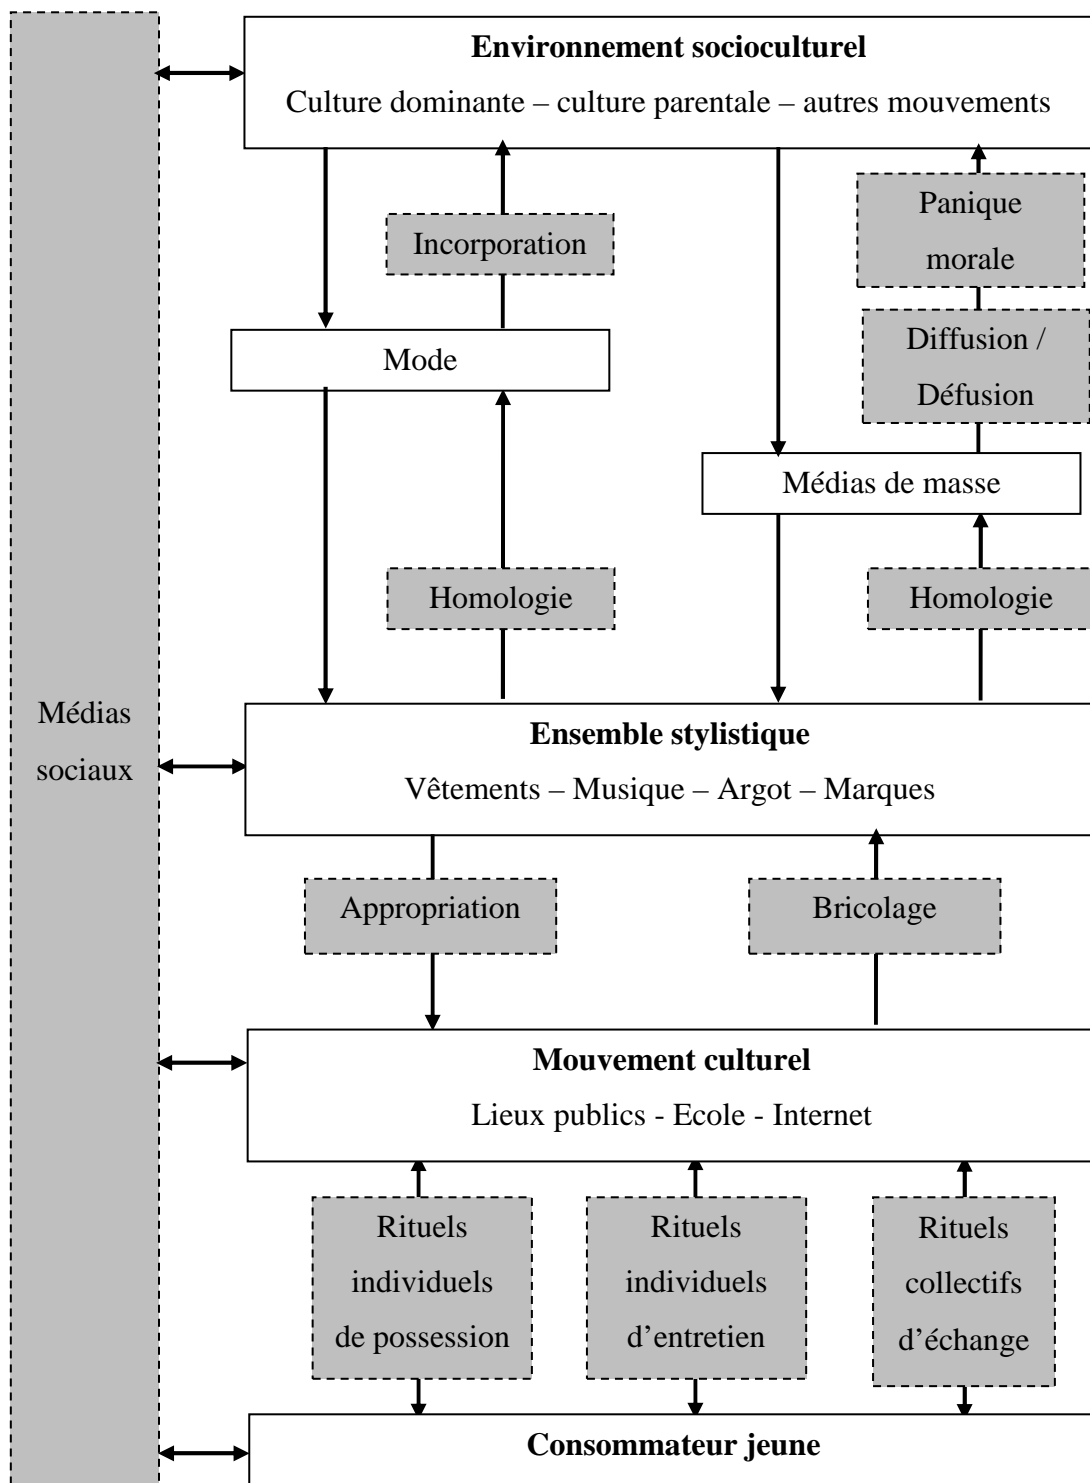 Environnement socioculturel
Culture dominante – culture parentale – autres mouvements
Panique
morale
Incorporation
Diffusion /
Défusion
Mode
Médias de masse
Homologie
Homologie
Médias
sociaux
Ensemble stylistique
Vêtements – Musique – Argot – Marques
Appropriation
Bricolage
Mouvement culturel
Lieux publics - Ecole - Internet
Rituels
individuels
de possession
Rituels
individuels
d’entretien
Rituels
collectifs
d’échange
Consommateur jeune